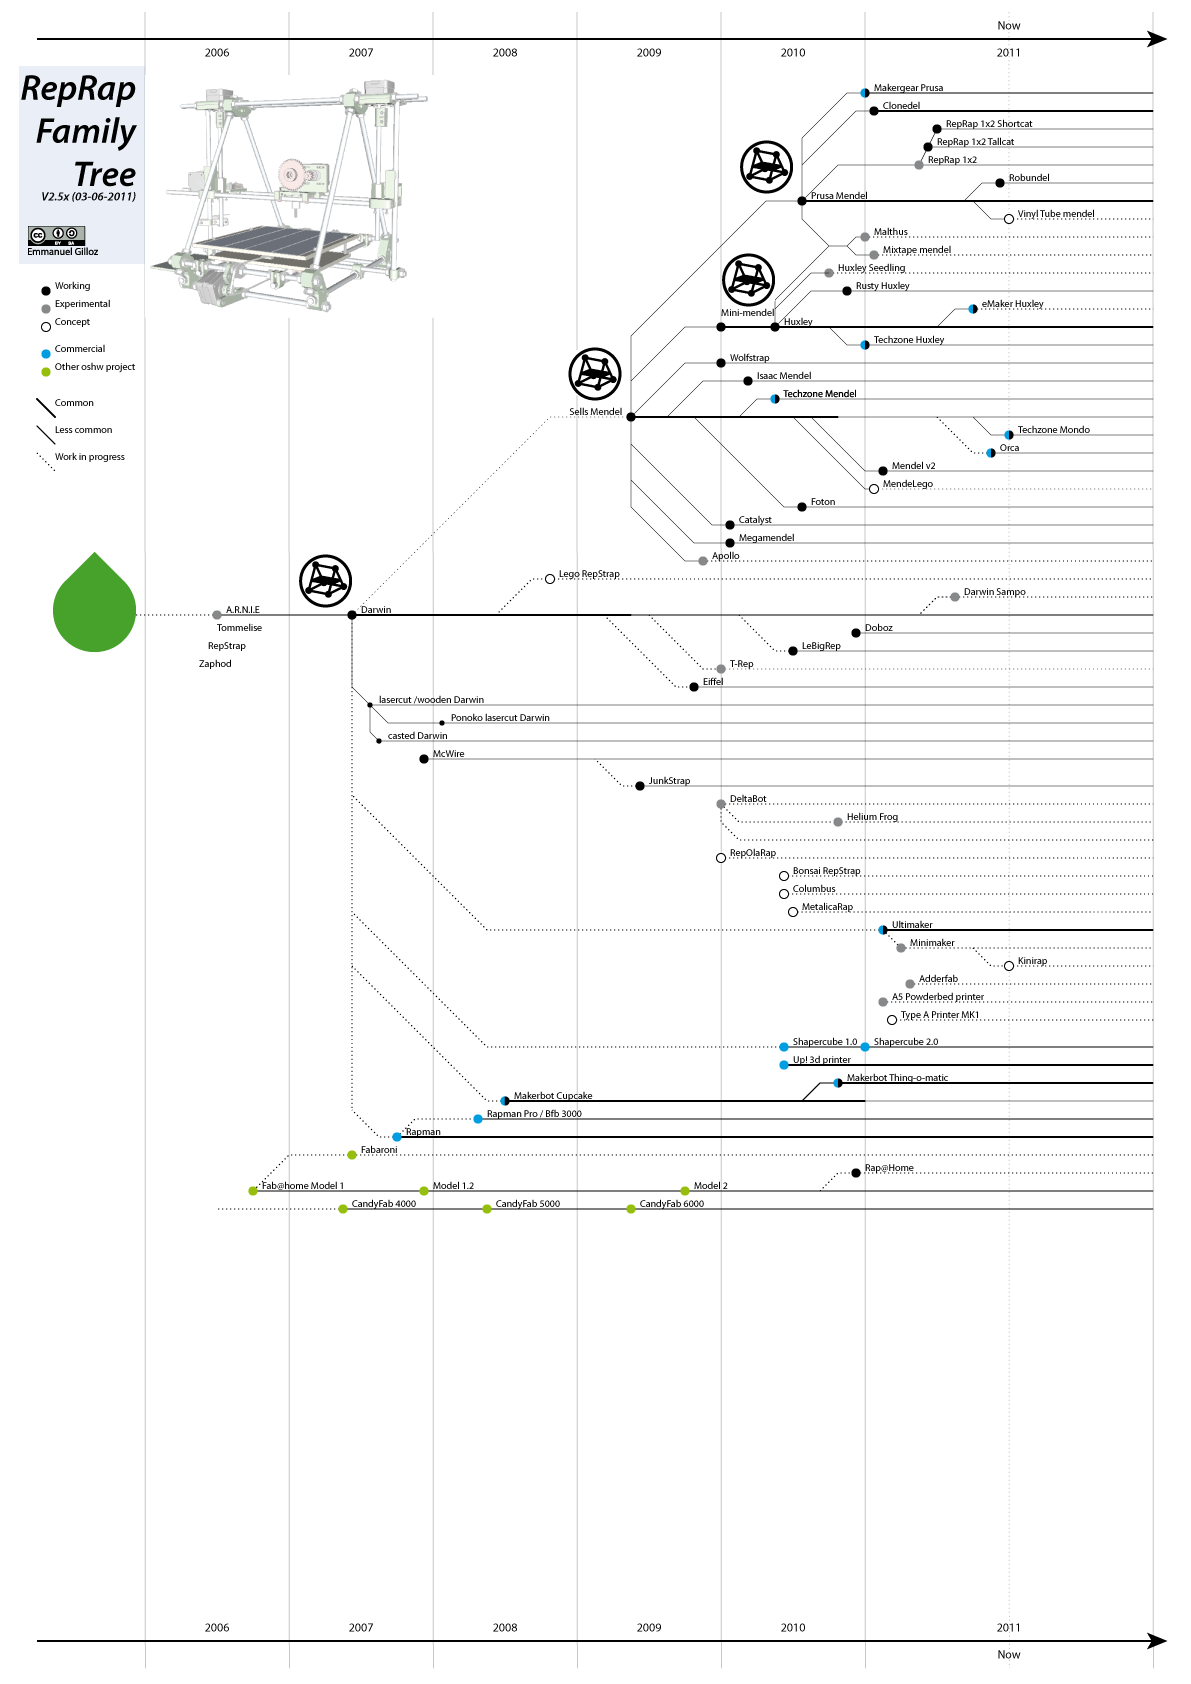 Now
2006 2007 2008 2009 2010 2011
RepRap
Family
Tree
V2.5x (03-06-2011)
cc BY SA
Emmanuel Gilloz
Working
Experimental
Concept
Commercial
Other oshw project
Common
Less common
Work in progress
Makergear Prusa
Clonedel
RepRap 1x2 Shortcat
RepRap 1x2 Tallcat
RepRap 1x2
Robundel
Prusa Mendel
Vinyl Tube mendel
Malthus
Mixtape mendel
Huxley Seedling
Rusty Huxley
eMaker Huxley
Mini-mendel
Huxley
Techzone Huxley
Wolfstrap
Isaac Mendel
Techzone Mendel
Sells Mendel
Techzone Mondo
Orca
Mendel v2
MendeLego
Foton
Catalyst
Megamendel
Apollo
Lego RepStrap
Darwin Sampo
A.R.N.I.E
Darwin
Tommelise
Doboz
RepStrap
LeBigRep
Zaphod
T-Rep
Eiffel
lasercut /wooden Darwin
Ponoko lasercut Darwin
casted Darwin
McWire
JunkStrap
DeltaBot
Helium Frog
RepOlaRap
Bonsai RepStrap
Columbus
MetalicaRap
Ultimaker
Minimaker
Kinirap
Adderfab
A5 Powderbed printer
Type A Printer MK1
Shapercube 1.0 Shapercube 2.0
Up! 3d printer
Makerbot Thing-o-matic
Makerbot Cupcake
Rapman Pro / Bfb 3000
Rapman
Fabaroni
Rap@Home
Fab@home Model 1 Model 1.2 Model 2
CandyFab 4000 CandyFab 5000 CandyFab 6000
2006 2007 2008 2009 2010 2011
Now